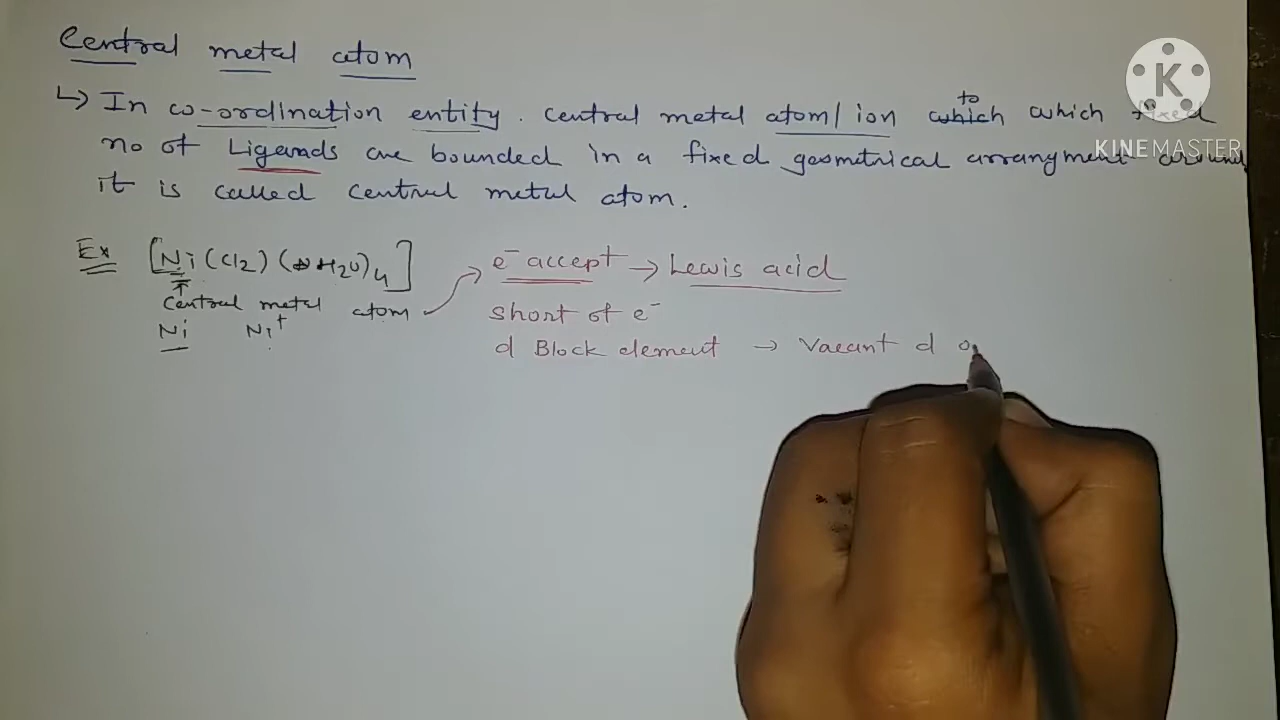 Central metal atom
↳ In co-ordination entity. Central metal atom/ion which to which fixed
no of Ligands are bounded in a fixed geometrical arrangment around
it is called central metal atom.
Ex [Ni(Cl2)(H2O)4] e⁻ accept → Lewis acid
Central metal atom short of e⁻
Ni Ni⁺ d Block element → Vacant d o
K
KINEMASTER